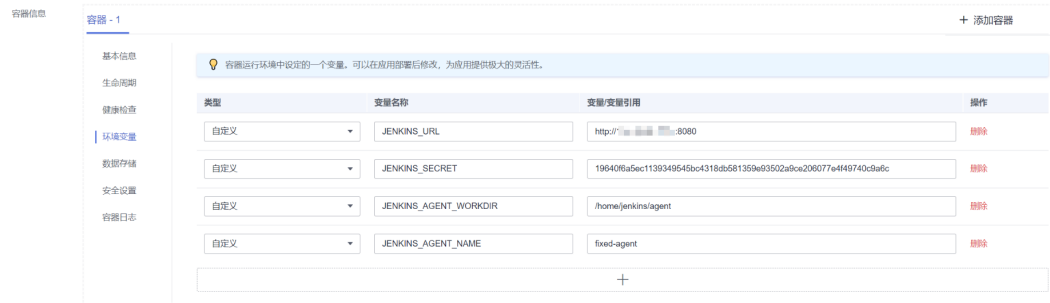 容器信息
容器 - 1
+ 添加容器
基本信息
生命周期
健康检查
环境变量
数据存储
安全设置
容器日志
容器运行环境中设定的一个变量。可以在应用部署后修改，为应用提供极大的灵活性。
类型 变量名称 变量/变量引用 操作
自定义 JENKINS_URL http:// :8080 删除
自定义 JENKINS_SECRET 19640f6a5ec1139349545bc4318db581359e93502a9ce206077e4f49740c9a6c 删除
自定义 JENKINS_AGENT_WORKDIR /home/jenkins/agent 删除
自定义 JENKINS_AGENT_NAME fixed-agent 删除